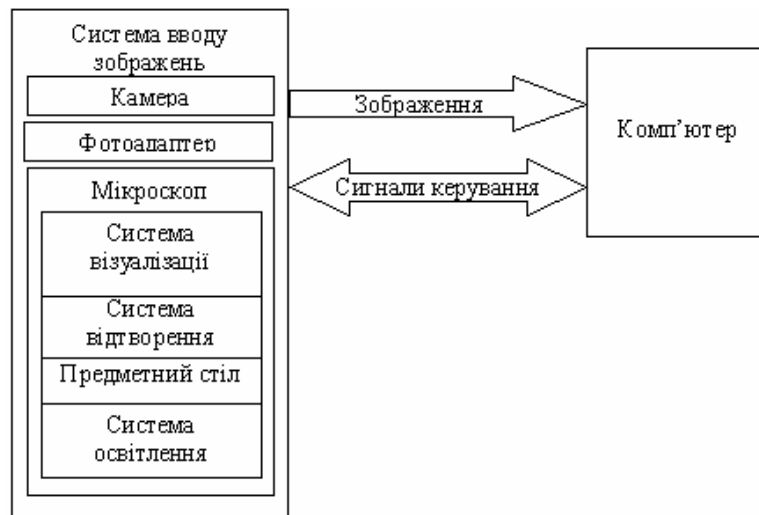 Система вводу
зображень
Камера
Фотоадаптер
Мікроскоп
Система
візуалізації
Система
відтворення
Предметний стіл
Система
освітлення
Зображення
Сигнали керування
Комп’ютер